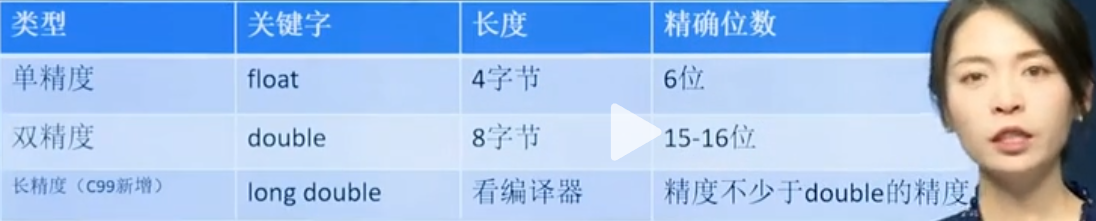 类型 关键字 长度 精确位数
单精度 float 4字节 6位
双精度 double 8字节 15-16位
长精度（C99新增） long double 看编译器 精度不少于double的精度